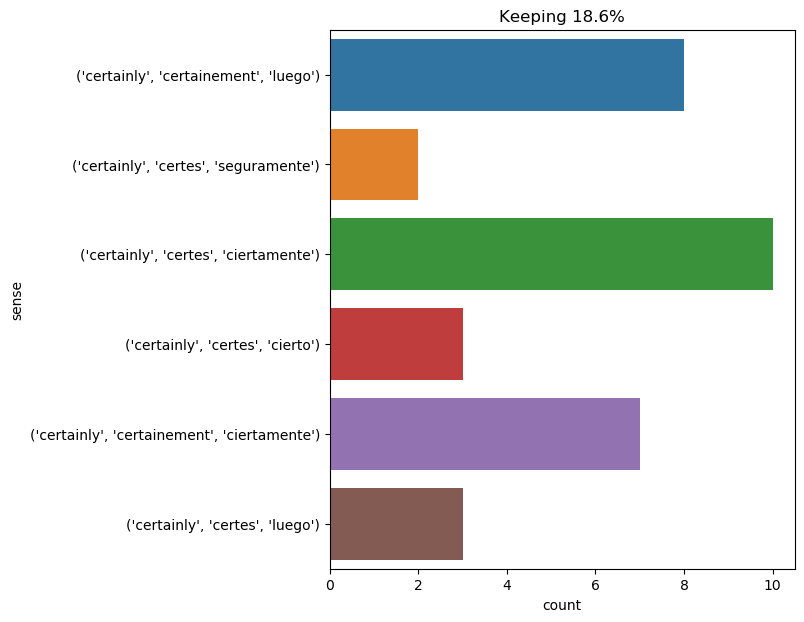 Keeping 18.6%
('certainly', 'certainement', 'luego')
('certainly', 'certes', 'seguramente')
('certainly', 'certes', 'ciertamente')
('certainly', 'certes', 'cierto')
('certainly', 'certainement', 'ciertamente')
('certainly', 'certes', 'luego')
sense
0 2 4 6 8 10
count